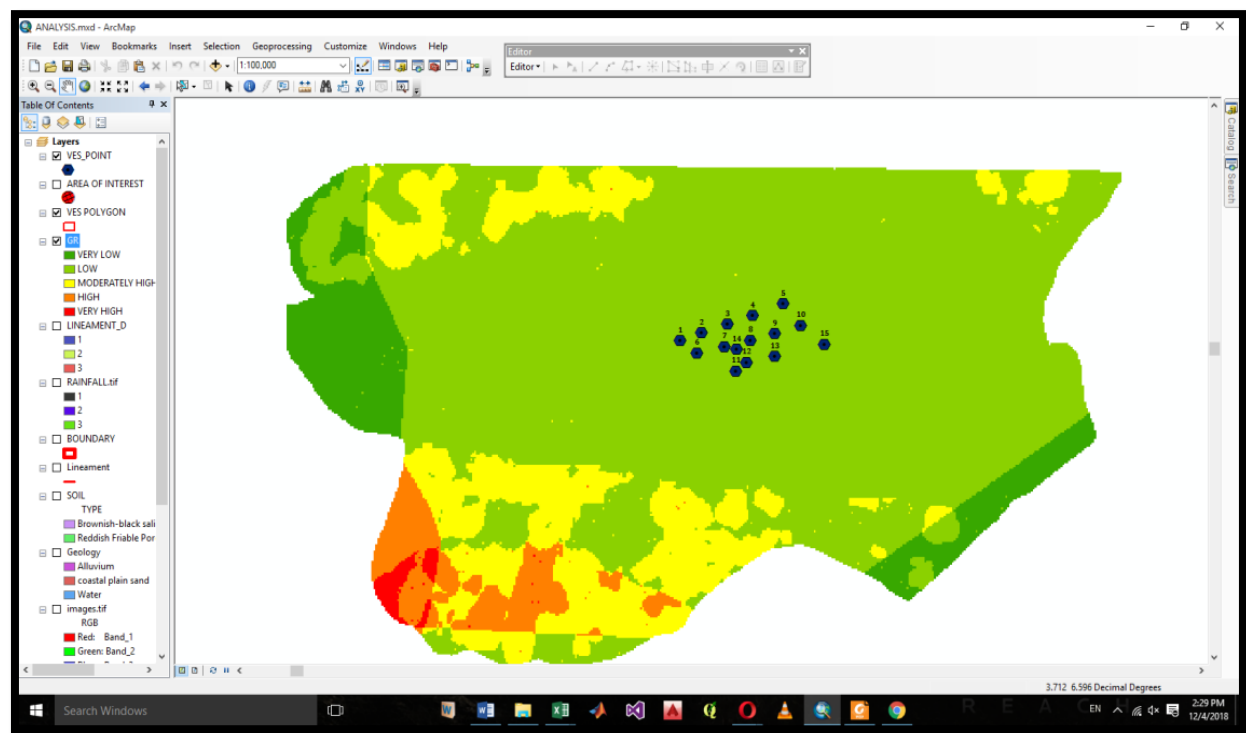 ANALYSIS.mxd - ArcMap
File Edit View Bookmarks Insert Selection Geoprocessing Customize Windows Help
Editor
1:100,000
Editor
Table Of Contents
Layers
VES_POINT
AREA OF INTEREST
VES POLYGON
GR
VERY LOW
LOW
MODERATELY HIGH
HIGH
VERY HIGH
LINEAMENT_D
1
2
3
RAINFALL.tif
1
2
3
BOUNDARY
Lineament
SOIL
TYPE
Brownish-black sali
Reddish Friable Por
Geology
Alluvium
coastal plain sand
Water
images.tif
RGB
Red: Band_1
Green: Band_2
5
4
3
10
2
9
1
15
8
7
14
6
13
12
11
Catalog
Search
3.712 6.596 Decimal Degrees
Search Windows
R E A C H
EN
2:29 PM
12/4/2018